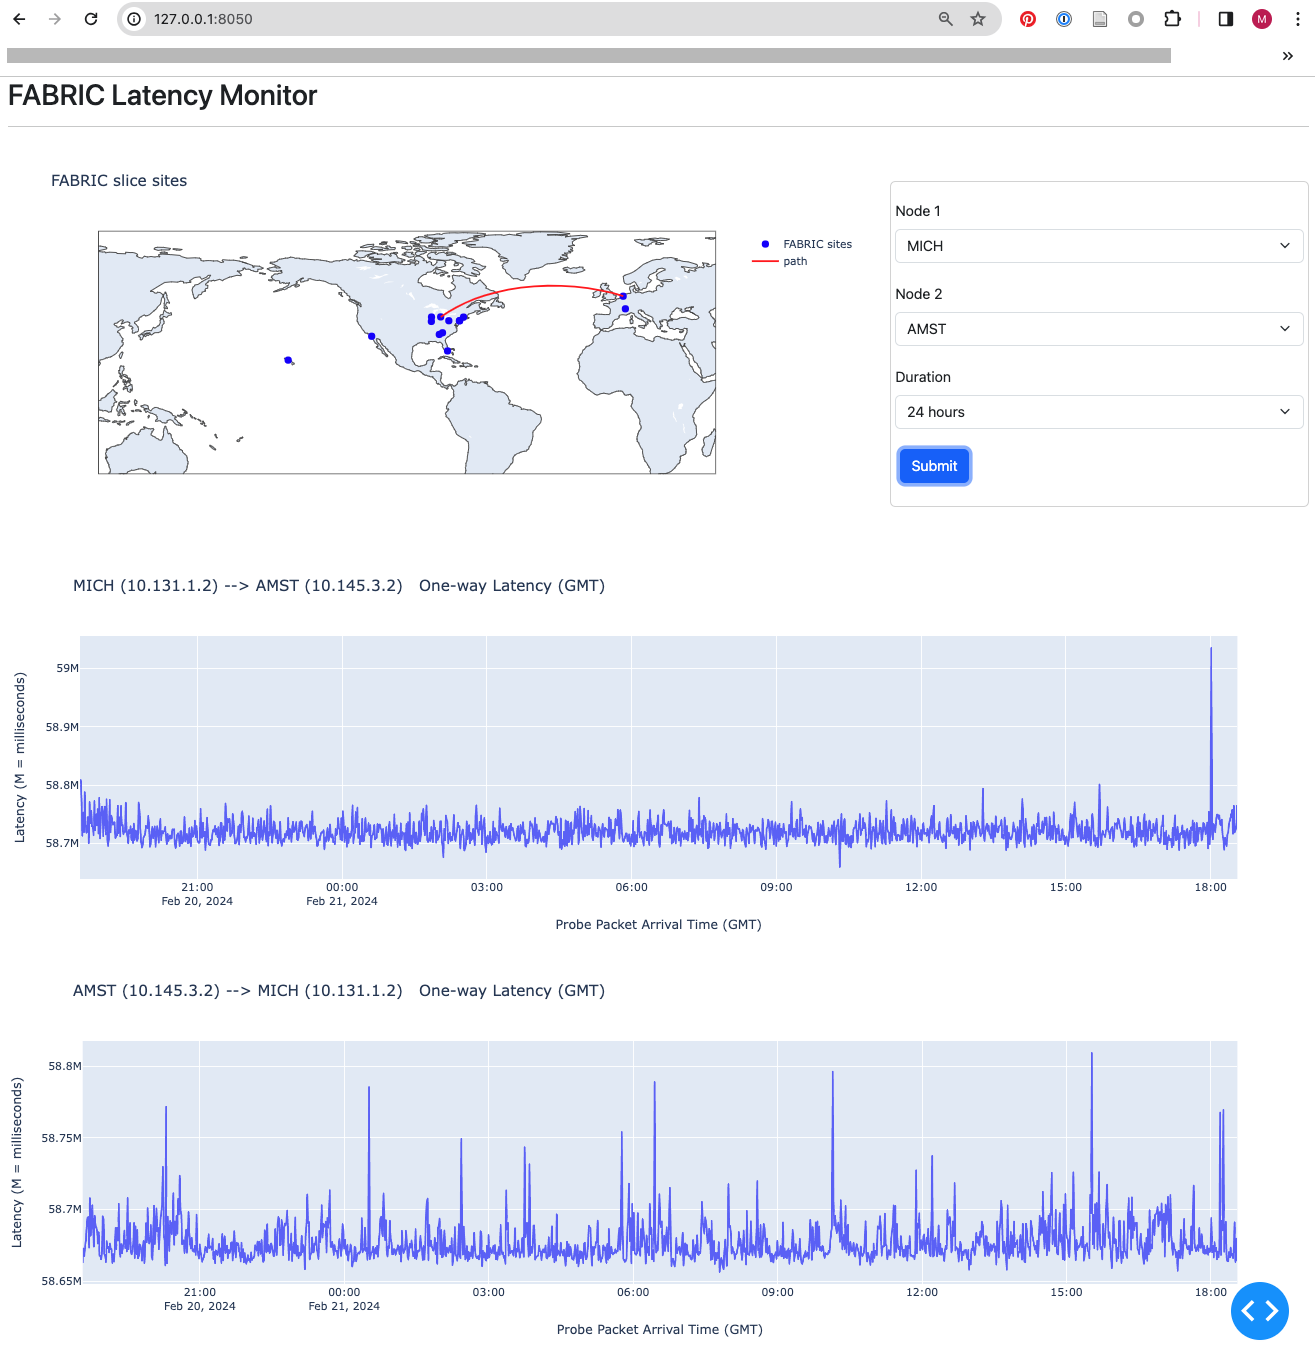 127.0.0.1:8050
M
FABRIC Latency Monitor
FABRIC slice sites
FABRIC sites
path
Node 1
MICH
Node 2
AMST
Duration
24 hours
Submit
MICH (10.131.1.2) --> AMST (10.145.3.2) One-way Latency (GMT)
Latency (M = milliseconds)
59M
58.9M
58.8M
58.7M
21:00 00:00 03:00 06:00 09:00 12:00 15:00 18:00
Feb 20, 2024 Feb 21, 2024
Probe Packet Arrival Time (GMT)
AMST (10.145.3.2) --> MICH (10.131.1.2) One-way Latency (GMT)
Latency (M = milliseconds)
58.8M
58.75M
58.7M
58.65M
21:00 00:00 03:00 06:00 09:00 12:00 15:00 18:00
Feb 20, 2024 Feb 21, 2024
Probe Packet Arrival Time (GMT)